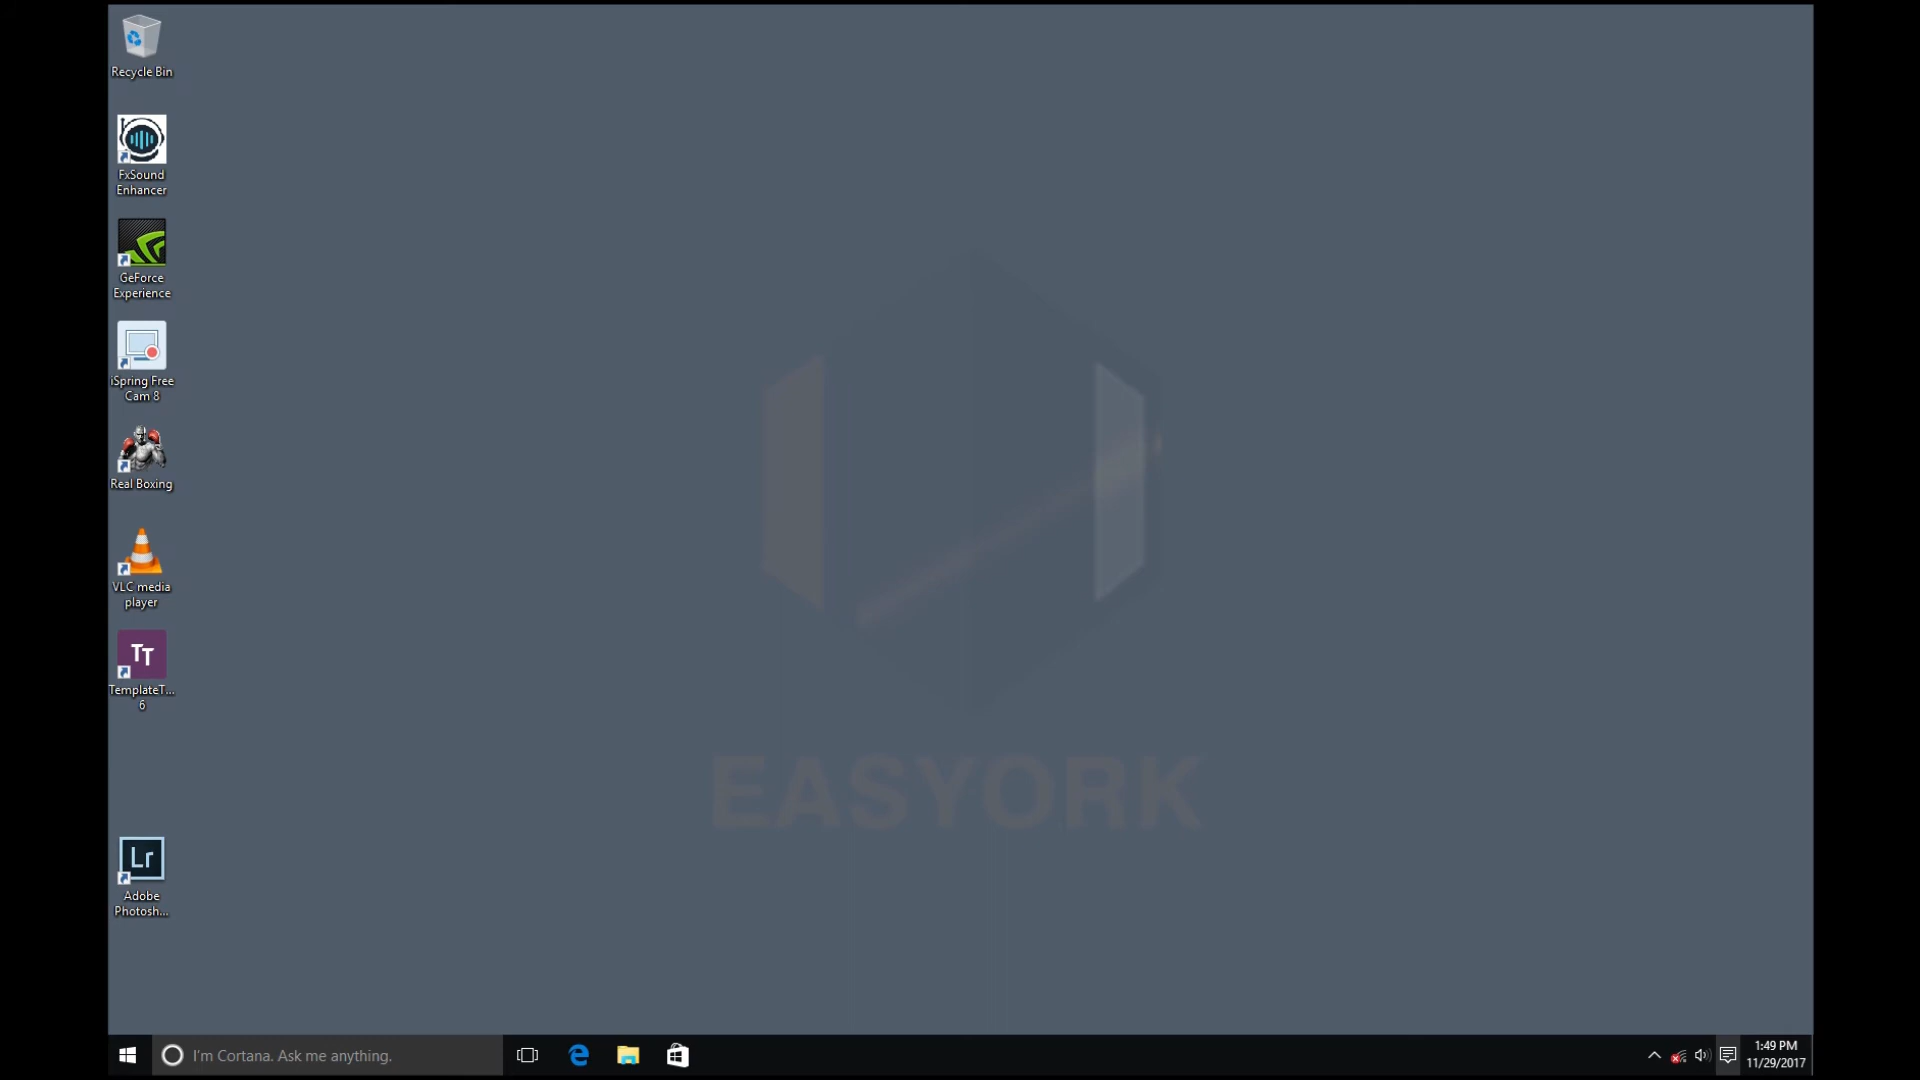 Recycle Bin
FxSound
Enhancer
GeForce
Experience
iSpring Free
Cam 8
Real Boxing
VLC media
player
TT
TemplateT...
6
EASYORK
Lr
Adobe
Photosh...
I'm Cortana. Ask me anything.
1:49 PM
11/29/2017